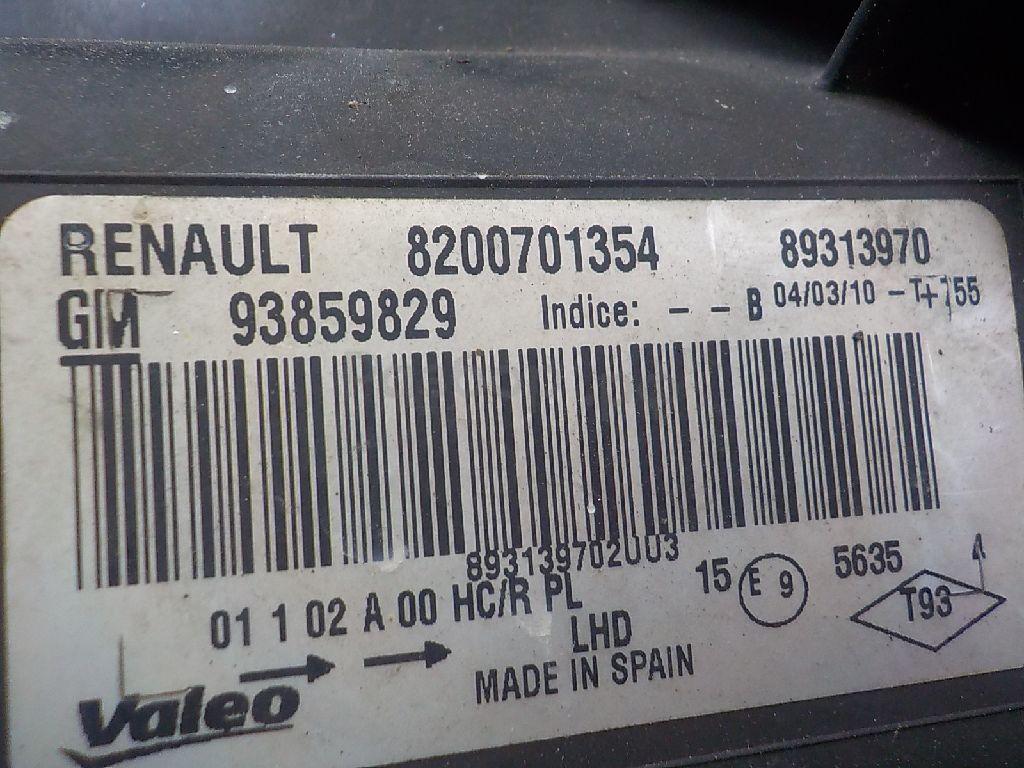 RENAULT 8200701354 89313970
GM 93859829 Indice: - - B 04/03/10 - T+755
893139702003
01 1 02 A 00 HC/R PL 15 E 9 5635
LHD T93
MADE IN SPAIN
Valeo